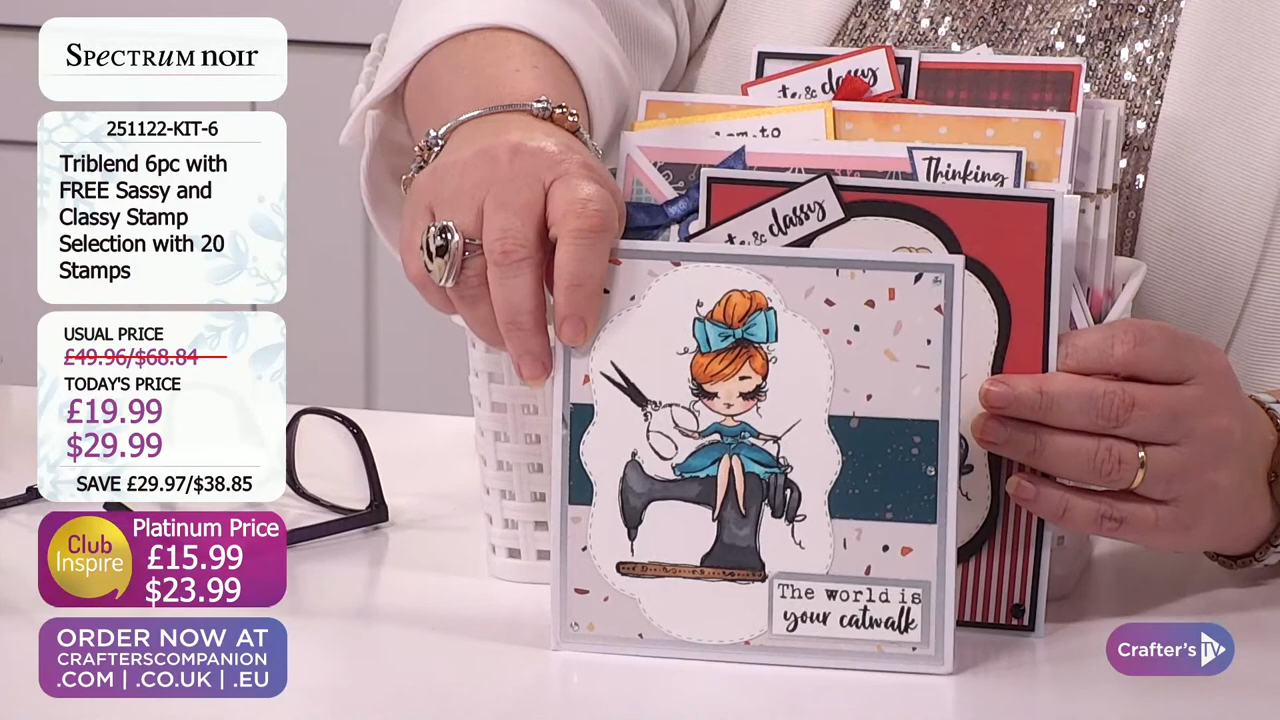 Spectrum noir
251122-KIT-6
Triblend 6pc with
FREE Sassy and
Classy Stamp
Selection with 20
Stamps
USUAL PRICE
£49.96/$68.84
TODAY'S PRICE
£19.99
$29.99
SAVE £29.97/$38.85
Club
Inspire
Platinum Price
£15.99
$23.99
ORDER NOW AT
CRAFTERSCOMPANION
.COM | .CO.UK | .EU
& classy
to
Thinking
& classy
The world is
your catwalk
Crafter's TV